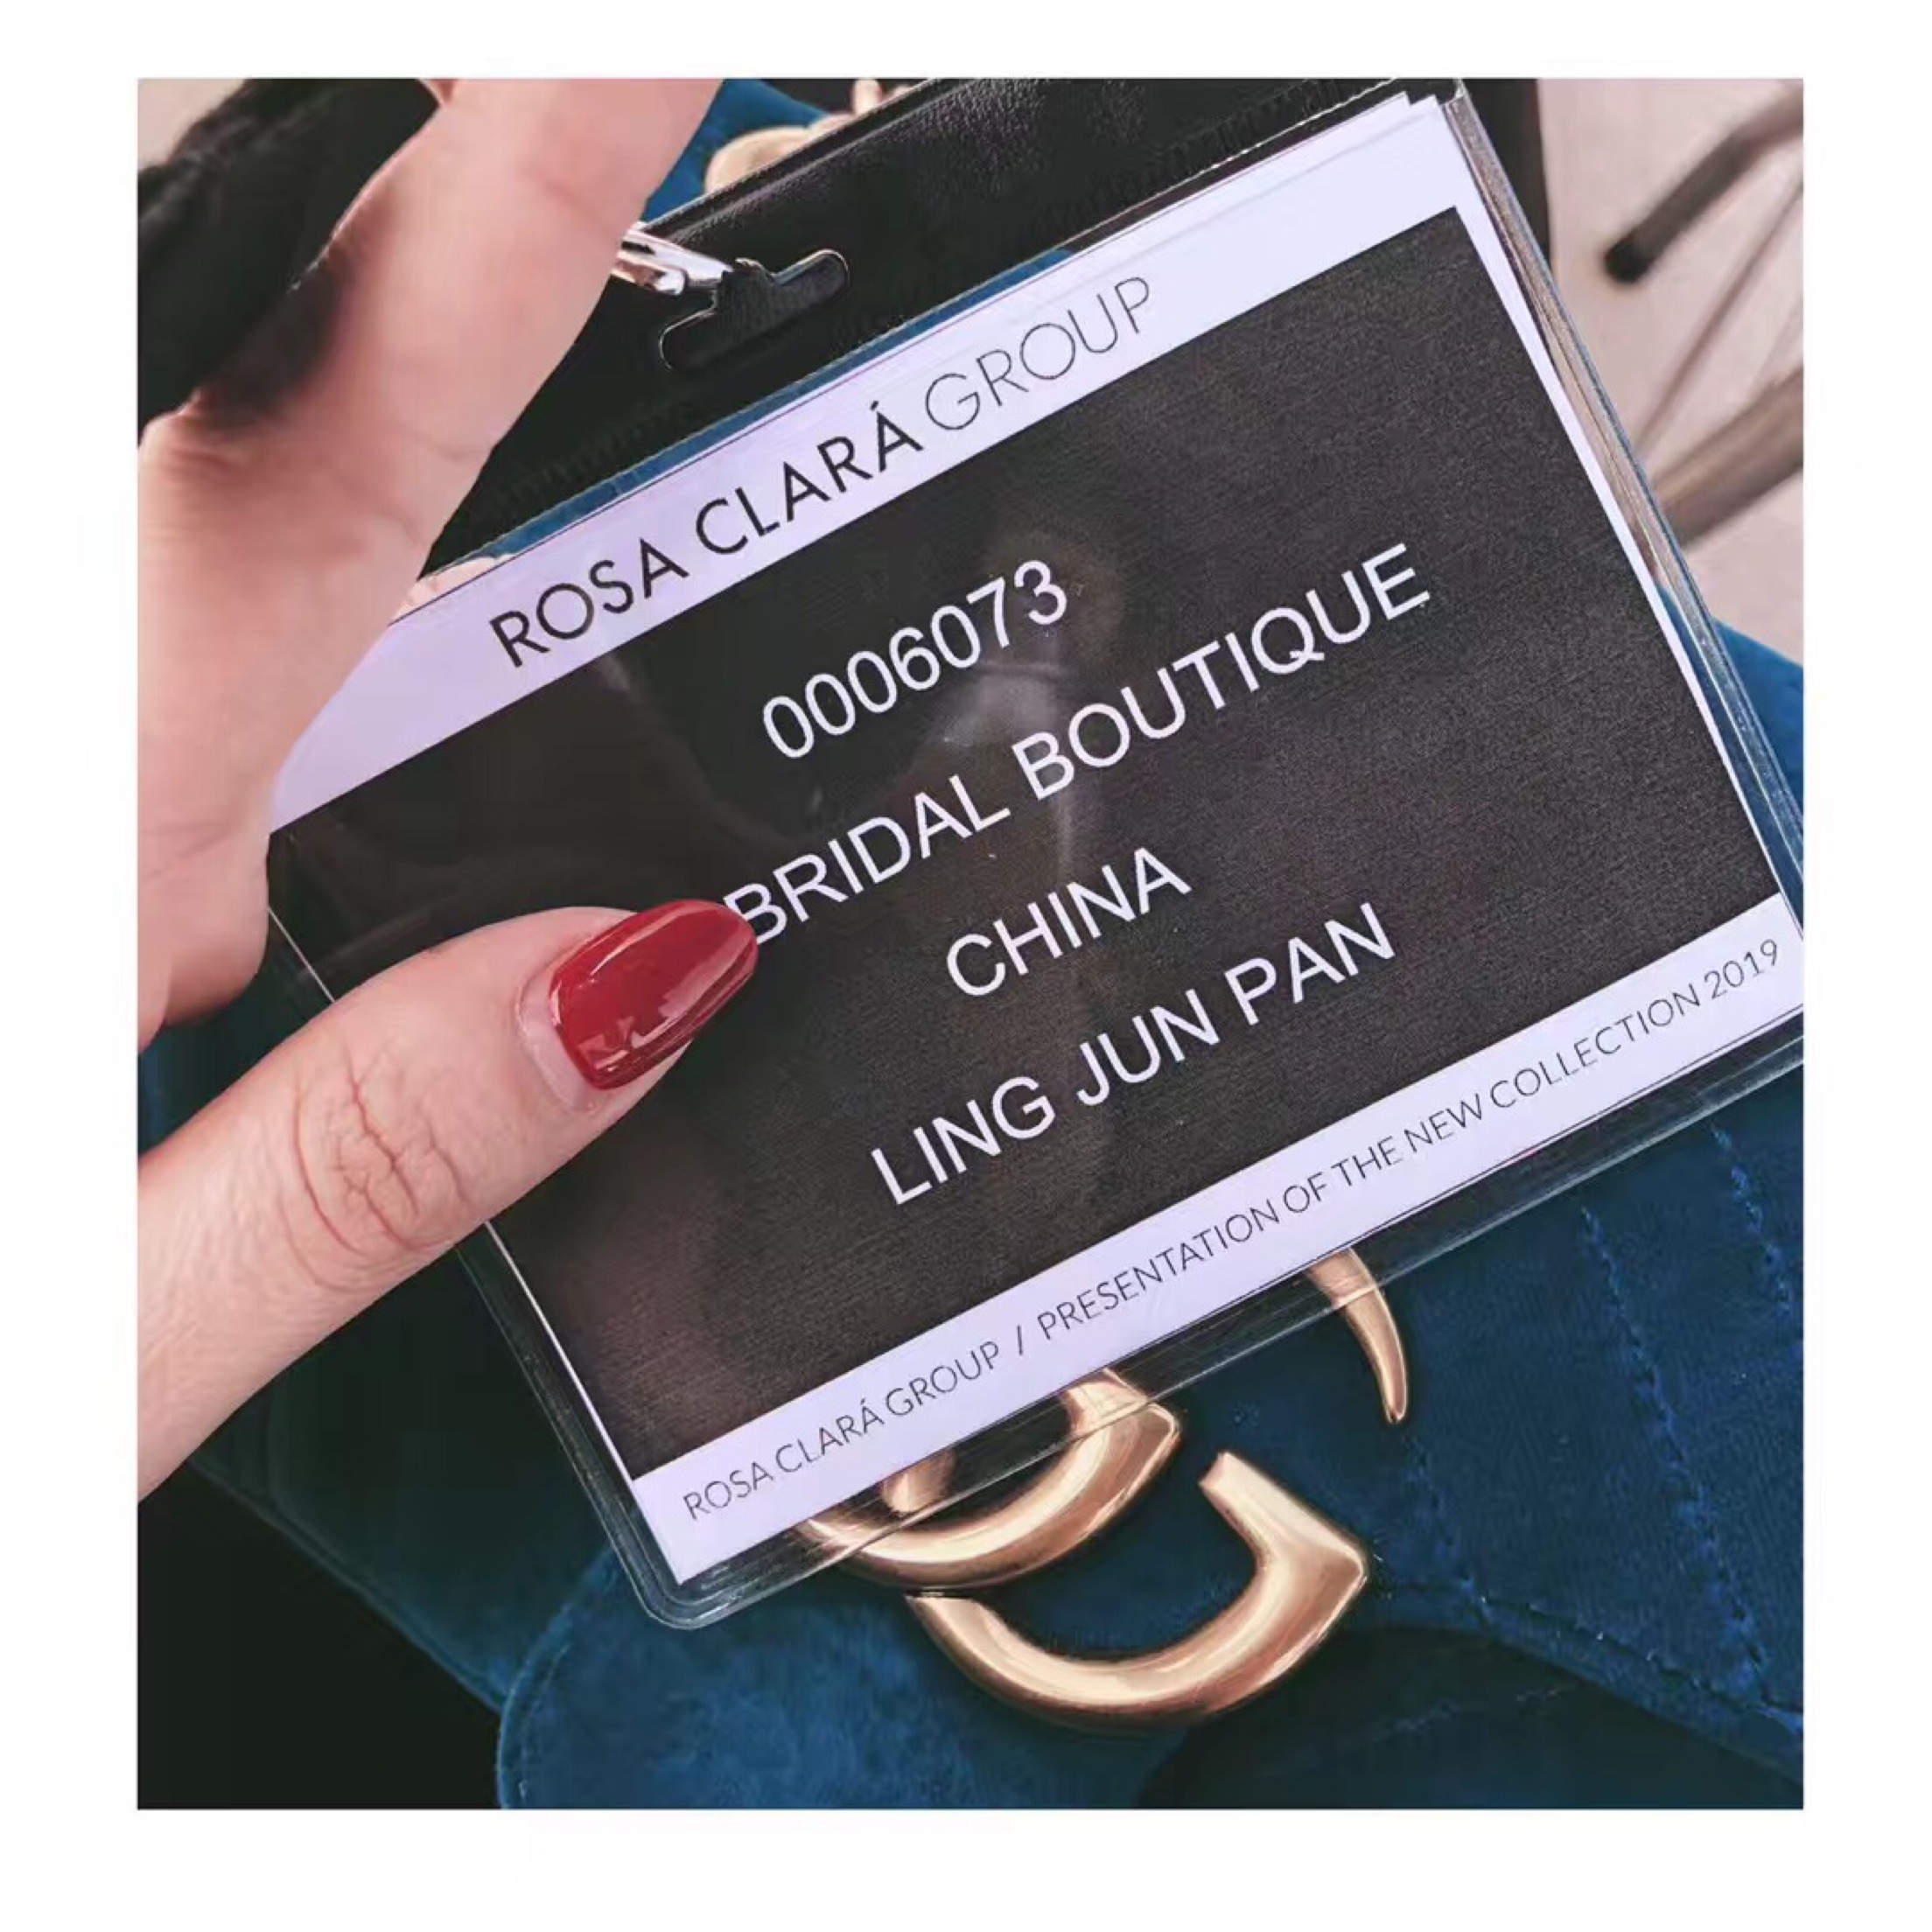 ROSA CLARÁ GROUP
0006073
BRIDAL BOUTIQUE
CHINA
LING JUN PAN
ROSA CLARÁ GROUP / PRESENTATION OF THE NEW COLLECTION 2019